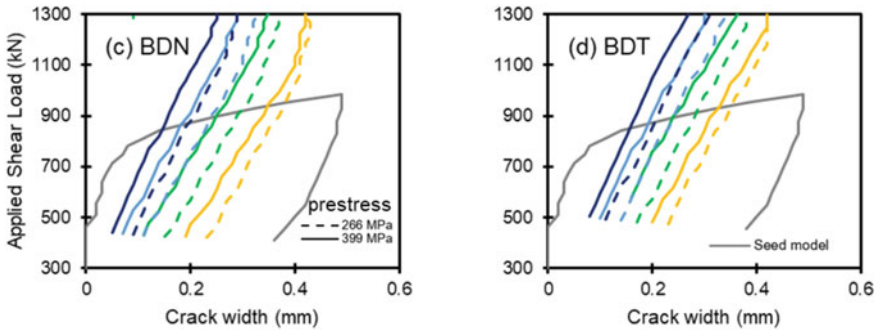 (c) BDN
Applied Shear Load (kN)
1300
1100
900
700
500
300
prestress
266 MPa
399 MPa
0
0.2
0.4
0.6
Crack width (mm)
(d) BDT
1300
1100
900
700
500
300
Seed model
0
0.2
0.4
0.6
Crack width (mm)